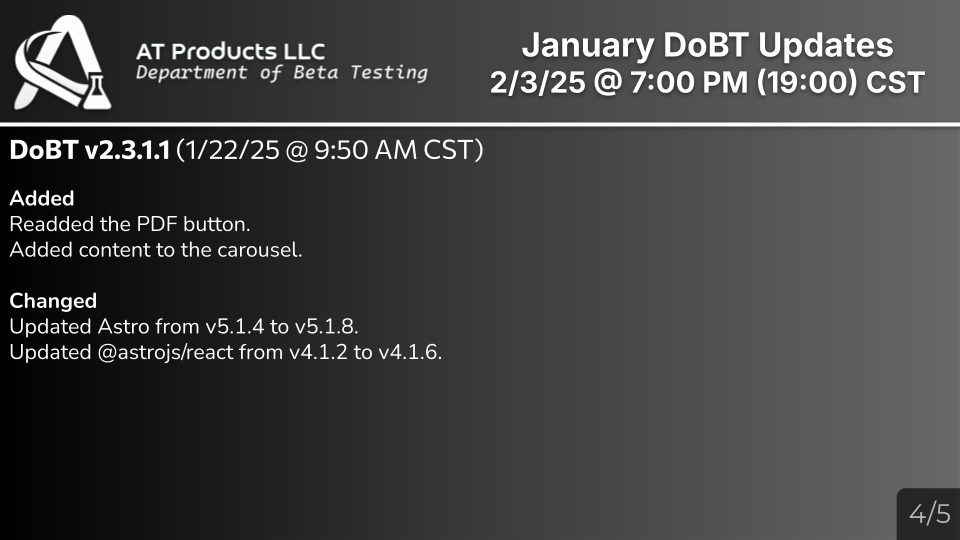 AT Products LLC
Department of Beta Testing
January DoBT Updates
2/3/25 @ 7:00 PM (19:00) CST
DoBT v2.3.1.1 (1/22/25 @ 9:50 AM CST)
Added
Readded the PDF button.
Added content to the carousel.
Changed
Updated Astro from v5.1.4 to v5.1.8.
Updated @astrojs/react from v4.1.2 to v4.1.6.
4/5